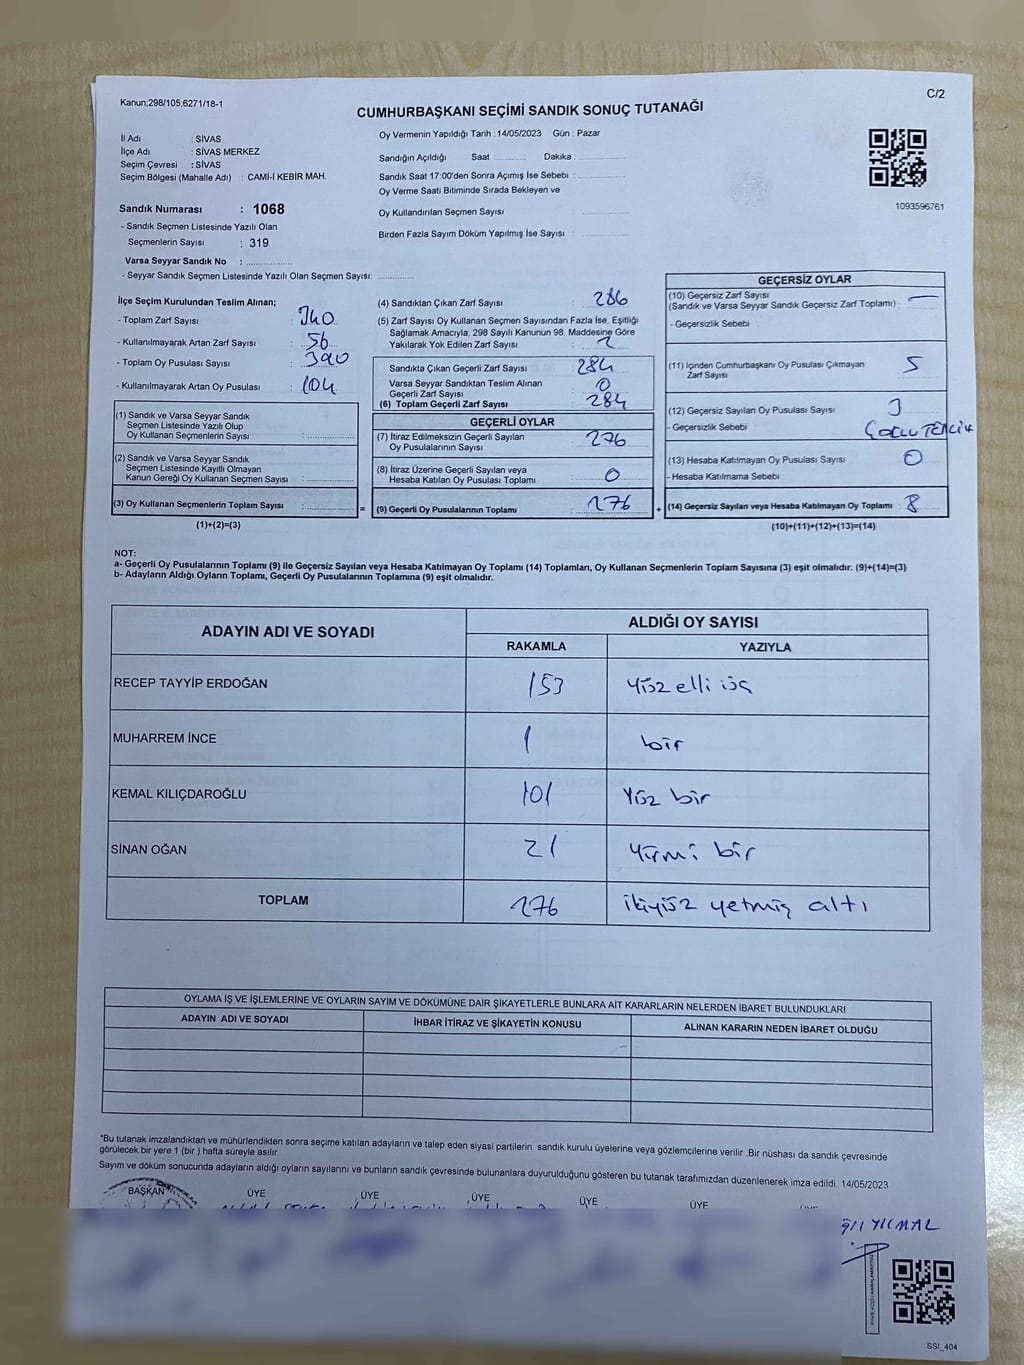 Kanun;298/105;6271/18-1
C/2
CUMHURBAŞKANI SEÇİMİ SANDIK SONUÇ TUTANAĞI
İl Adı : SİVAS
İlçe Adı : SİVAS MERKEZ
Seçim Çevresi : SİVAS
Seçim Bölgesi (Mahalle Adı) : CAMİ-İ KEBİR MAH.
Oy Vermenin Yapıldığı Tarih : 14/05/2023 Gün : Pazar
Sandığın Açıldığı Saat :........... Dakika : ................
Sandık Saat 17:00'den Sonra Açımış İse Sebebi : ................
Oy Verme Saati Bitiminde Sırada Bekleyen ve
Oy Kullandırılan Seçmen Sayısı ................
Birden Fazla Sayım Döküm Yapılmış İse Sayısı ................
1093596761
Sandık Numarası : 1068
- Sandık Seçmen Listesinde Yazılı Olan
Seçmenlerin Sayısı : 319
Varsa Seyyar Sandık No : ................
- Seyyar Sandık Seçmen Listesinde Yazılı Olan Seçmen Sayısı: .............
İlçe Seçim Kurulundan Teslim Alınan;
- Toplam Zarf Sayısı : 340
- Kullanılmayarak Artan Zarf Sayısı : 56
- Toplam Oy Pusulası Sayısı : 390
- Kullanılmayarak Artan Oy Pusulası : 104
(1) Sandık ve Varsa Seyyar Sandık
Seçmen Listesinde Yazılı Olup
Oy Kullanan Seçmenlerin Sayısı : ................
(2) Sandık ve Varsa Seyyar Sandık
Seçmen Listesinde Kayıtlı Olmayan
Kanun Gereği Oy Kullanan Seçmen Sayısı : ................
(3) Oy Kullanan Seçmenlerin Toplam Sayısı : ................ =
(1)+(2)=(3)
(4) Sandıktan Çıkan Zarf Sayısı : 286
(5) Zarf Sayısı Oy Kullanan Seçmen Sayısından Fazla İse, Eşitliği
Sağlamak Amacıyla; 298 Sayılı Kanunun 98. Maddesine Göre
Yakılarak Yok Edilen Zarf Sayısı : 2
Sandıkta Çıkan Geçerli Zarf Sayısı : 284
Varsa Seyyar Sandıktan Teslim Alınan
Geçerli Zarf Sayısı : 0
(6) Toplam Geçerli Zarf Sayısı : 284
GEÇERLİ OYLAR
(7) İtiraz Edilmeksizin Geçerli Sayılan
Oy Pusulalarının Sayısı : 276
(8) İtiraz Üzerine Geçerli Sayılan veya
Hesaba Katılan Oy Pusulası Toplamı : 0
(9) Geçerli Oy Pusulalarının Toplamı : 276 +
GEÇERSİZ OYLAR
(10) Geçersiz Zarf Sayısı
(Sandık ve Varsa Seyyar Sandık Geçersiz Zarf Toplamı) : —
- Geçersizlik Sebebi :
(11) İçinden Cumhurbaşkanı Oy Pusulası Çıkmayan
Zarf Sayısı : 5
(12) Geçersiz Sayılan Oy Pusulası Sayısı : 3
- Geçersizlik Sebebi : ÇOKLU TERCİH
(13) Hesaba Katılmayan Oy Pusulası Sayısı : 0
- Hesaba Katılmama Sebebi :
(14) Geçersiz Sayılan veya Hesaba Katılmayan Oy Toplamı : 8
(10)+(11)+(12)+(13)=(14)
NOT:
a- Geçerli Oy Pusulalarının Toplamı (9) ile Geçersiz Sayılan veya Hesaba Katılmayan Oy Toplamı (14) Toplamları, Oy Kullanan Seçmenlerin Toplam Sayısına (3) eşit olmalıdır. (9)+(14)=(3)
b- Adayların Aldığı Oyların Toplamı, Geçerli Oy Pusulalarının Toplamına (9) eşit olmalıdır.
ADAYIN ADI VE SOYADI ALDIĞI OY SAYISI
RAKAMLA YAZIYLA
RECEP TAYYİP ERDOĞAN 153 Yüz elli üç
MUHARREM İNCE 1 bir
KEMAL KILIÇDAROĞLU 101 Yüz bir
SİNAN OĞAN 21 Yirmi bir
TOPLAM 276 ikiyüz yetmiş altı
OYLAMA İŞ VE İŞLEMLERİNE VE OYLARIN SAYIM VE DÖKÜMÜNE DAİR ŞİKAYETLERLE BUNLARA AİT KARARLARIN NELERDEN İBARET BULUNDUKLARI
ADAYIN ADI VE SOYADI İHBAR İTİRAZ VE ŞİKAYETİN KONUSU ALINAN KARARIN NEDEN İBARET OLDUĞU
*Bu tutanak imzalandıktan ve mühürlendikten sonra seçime katılan adayların ve talep eden siyasi partilerin sandık kurulu üyelerine veya gözlemcilerine verilir .Bir nüshası da sandık çevresinde
görülecek bir yere 1 (bir ) hafta süreyle asılır.
Sayım ve döküm sonucunda adayların aldığı oyların sayılarını ve bunların sandık çevresinde bulunanlara duyurulduğunu gösteren bu tutanak tarafımızdan düzenlenerek imza edildi. 14/05/2023
BAŞKAN ÜYE ÜYE ÜYE ÜYE ÜYE
YILMAZ
SSİ_404